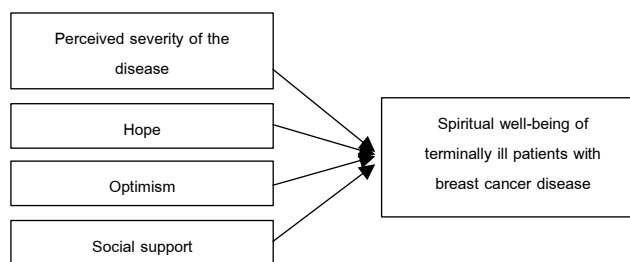 Perceived severity of the
disease
Hope
Optimism
Social support
Spiritual well-being of
terminally ill patients with
breast cancer disease